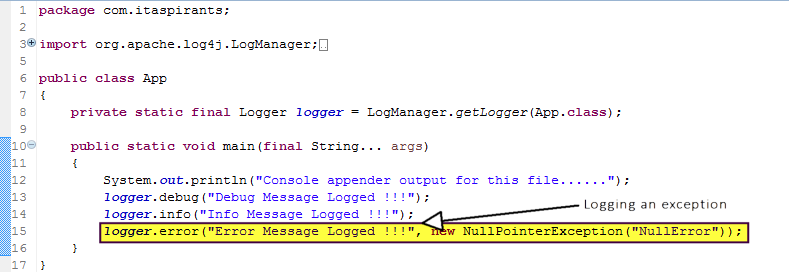 1 package com.itaspirants;
2
3 import org.apache.log4j.LogManager;
5
6 public class App
7 {
8 private static final Logger logger = LogManager.getLogger(App.class);
9
10 public static void main(final String... args)
11 {
12 System.out.println("Console appender output for this file......");
13 logger.debug("Debug Message Logged !!!");
14 logger.info("Info Message Logged !!!");
Logging an exception
15 logger.error("Error Message Logged !!!", new NullPointerException("NullError"));
16 }
17 }